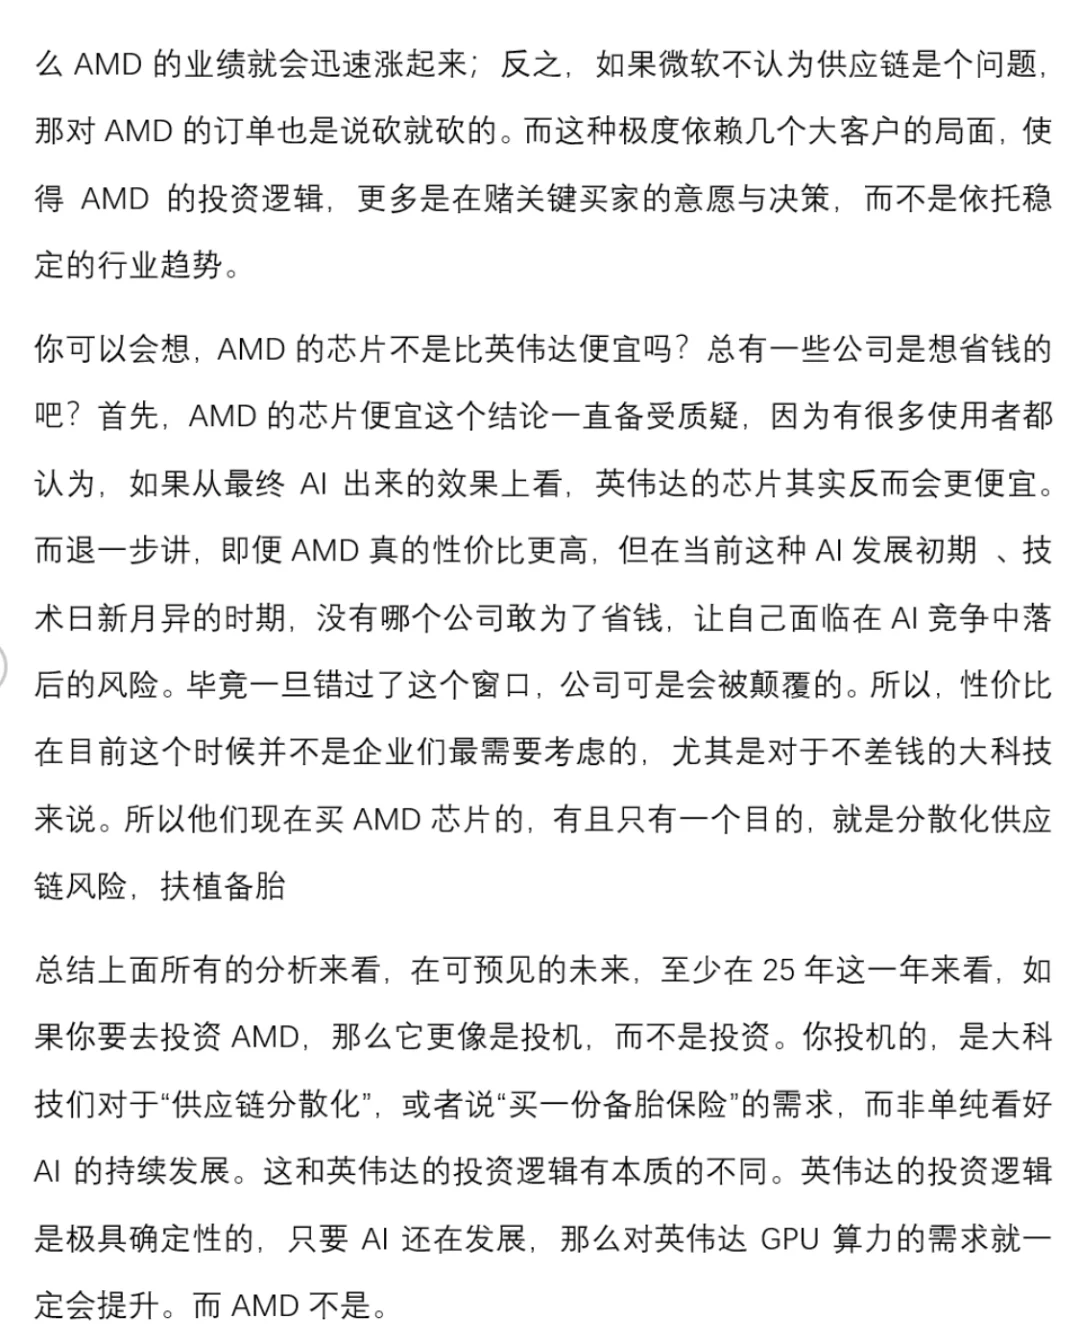 么 AMD 的业绩就会迅速涨起来；反之，如果微软不认为供应链是个问题，
那对 AMD 的订单也是说砍就砍的。而这种极度依赖几个大客户的局面，使
得 AMD 的投资逻辑，更多是在赌关键买家的意愿与决策，而不是依托稳
定的行业趋势。
你可以会想，AMD 的芯片不是比英伟达便宜吗？总有一些公司是想省钱的
吧？首先，AMD 的芯片便宜这个结论一直备受质疑，因为有很多使用者都
认为，如果从最终 AI 出来的效果上看，英伟达的芯片其实反而会更便宜。
而退一步讲，即便 AMD 真的性价比更高，但在当前这种 AI 发展初期 、技
术日新月异的时期，没有哪个公司敢为了省钱，让自己面临在 AI 竞争中落
后的风险。毕竟一旦错过了这个窗口，公司可是会被颠覆的。所以，性价比
在目前这个时候并不是企业们最需要考虑的，尤其是对于不差钱的大科技
来说。所以他们现在买 AMD 芯片的，有且只有一个目的，就是分散化供应
链风险，扶植备胎
总结上面所有的分析来看，在可预见的未来，至少在 25 年这一年来看，如
果你要去投资 AMD，那么它更像是投机，而不是投资。你投机的，是大科
技们对于“供应链分散化”，或者说“买一份备胎保险”的需求，而非单纯看好
AI 的持续发展。这和英伟达的投资逻辑有本质的不同。英伟达的投资逻辑
是极具确定性的，只要 AI 还在发展，那么对英伟达 GPU 算力的需求就一
定会提升。而 AMD 不是。